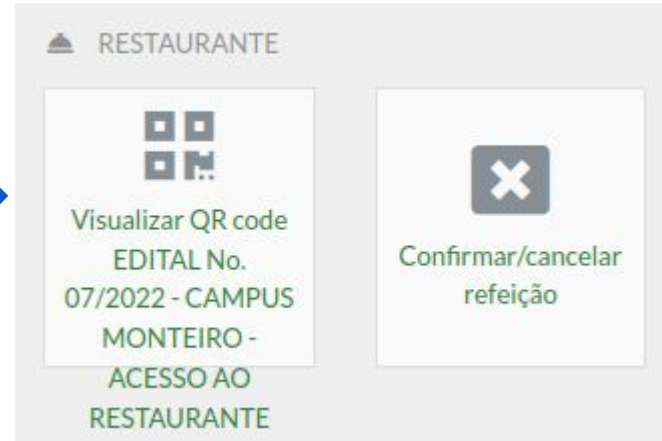 RESTAURANTE
Visualizar QR code
EDITAL No.
07/2022 - CAMPUS
MONTEIRO -
ACESSO AO
RESTAURANTE
Confirmar/cancelar
refeição